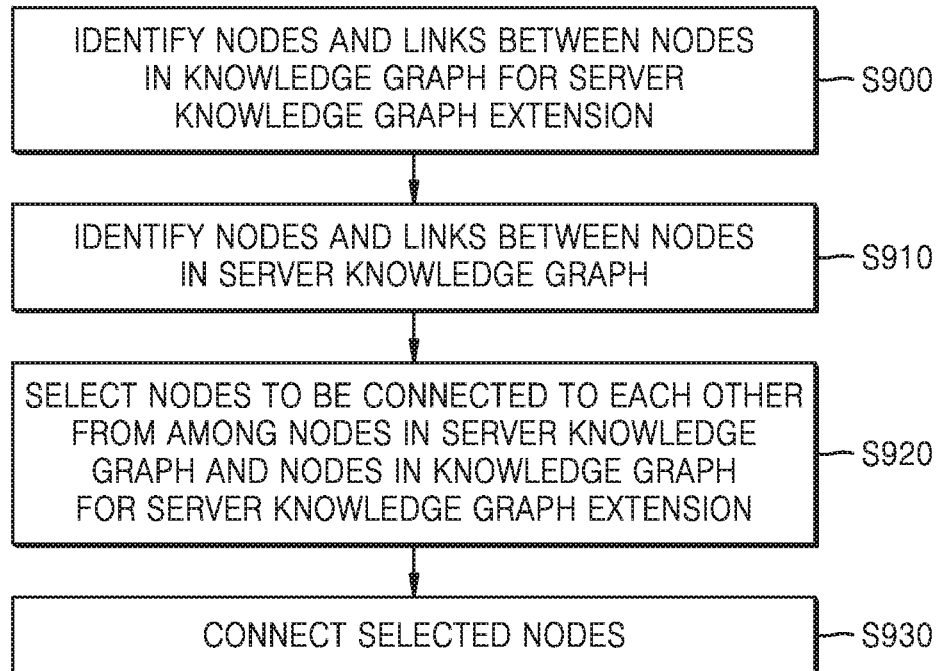 IDENTIFY NODES AND LINKS BETWEEN NODES
IN KNOWLEDGE GRAPH FOR SERVER
KNOWLEDGE GRAPH EXTENSION
S900
IDENTIFY NODES AND LINKS BETWEEN NODES
IN SERVER KNOWLEDGE GRAPH
S910
SELECT NODES TO BE CONNECTED TO EACH OTHER
FROM AMONG NODES IN SERVER KNOWLEDGE
GRAPH AND NODES IN KNOWLEDGE GRAPH
FOR SERVER KNOWLEDGE GRAPH EXTENSION
S920
CONNECT SELECTED NODES
S930